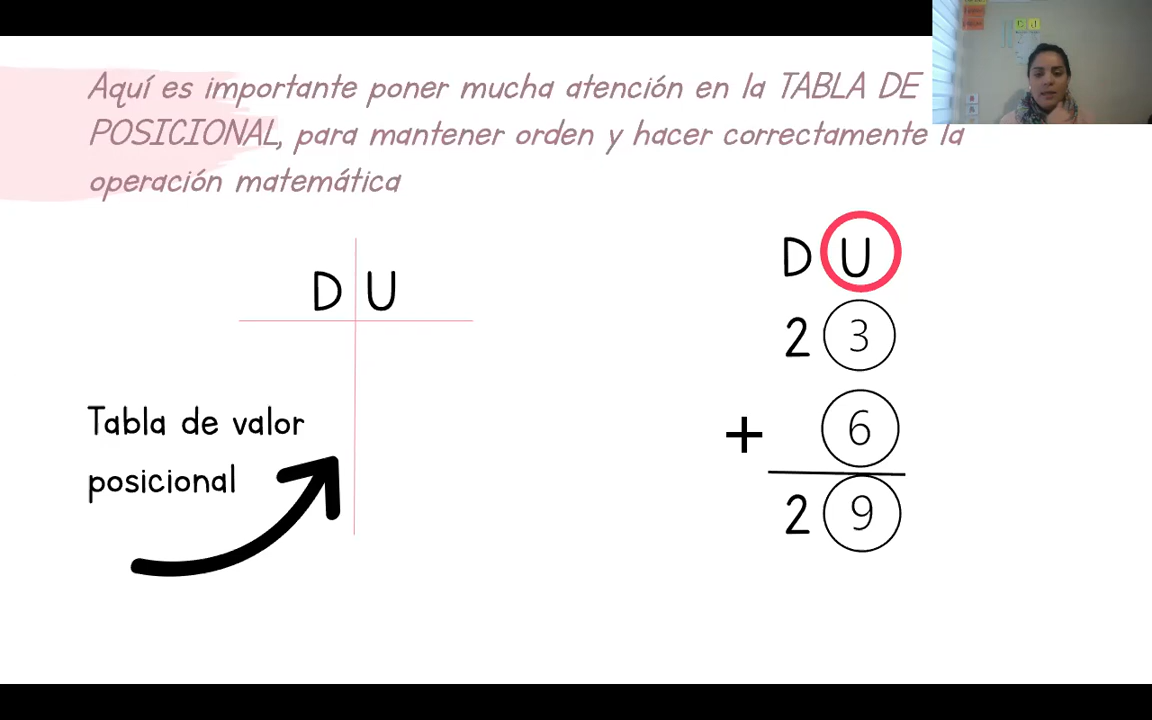 Aquí es importante poner mucha atención en la TABLA DE
POSICIONAL, para mantener orden y hacer correctamente la
operación matemática
D U
Tabla de valor
posicional
D U
2 3
+ 6
2 9